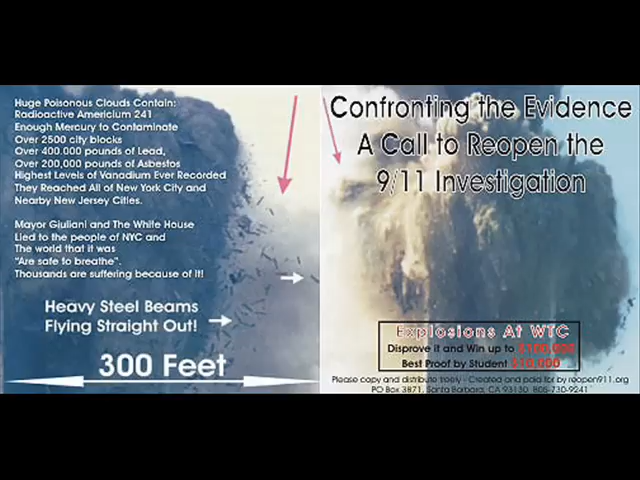 Huge Poisonous Clouds Contain:
Radioactive Americium 241
Enough Mercury to Contaminate
Over 2500 city blocks
Over 400.000 pounds of Lead,
Over 200,000 pounds of Asbestos
Highest Levels of Vanadium Ever Recorded
They Reached All of New York City and
Nearby New Jersey Cities.
Mayor Giuliani and The White House
Lied to the people of NYC and
The world that it was
"Are safe to breathe".
Thousands are suffering because of it!
Heavy Steel Beams
Flying Straight Out!
300 Feet
Confronting the Evidence
A Call to Reopen the
9/11 Investigation
Explosions At WTC
Disprove it and Win up to $100,000
Best Proof by Student $10,000
Please copy and distribute freely - Created and paid for by reopen911.org
PO Box 3871, Santa Barbara, CA 93130 805-730-9241